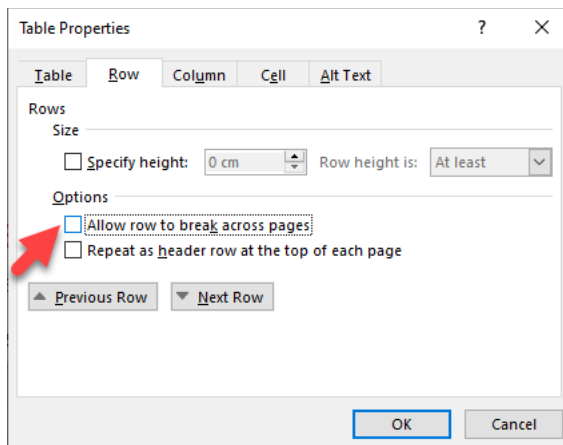 Table Properties
?
Table Row Column Cell Alt Text
Rows
Size
Specify height: 0 cm Row height is: At least
Options
Allow row to break across pages
Repeat as header row at the top of each page
Previous Row Next Row
OK Cancel